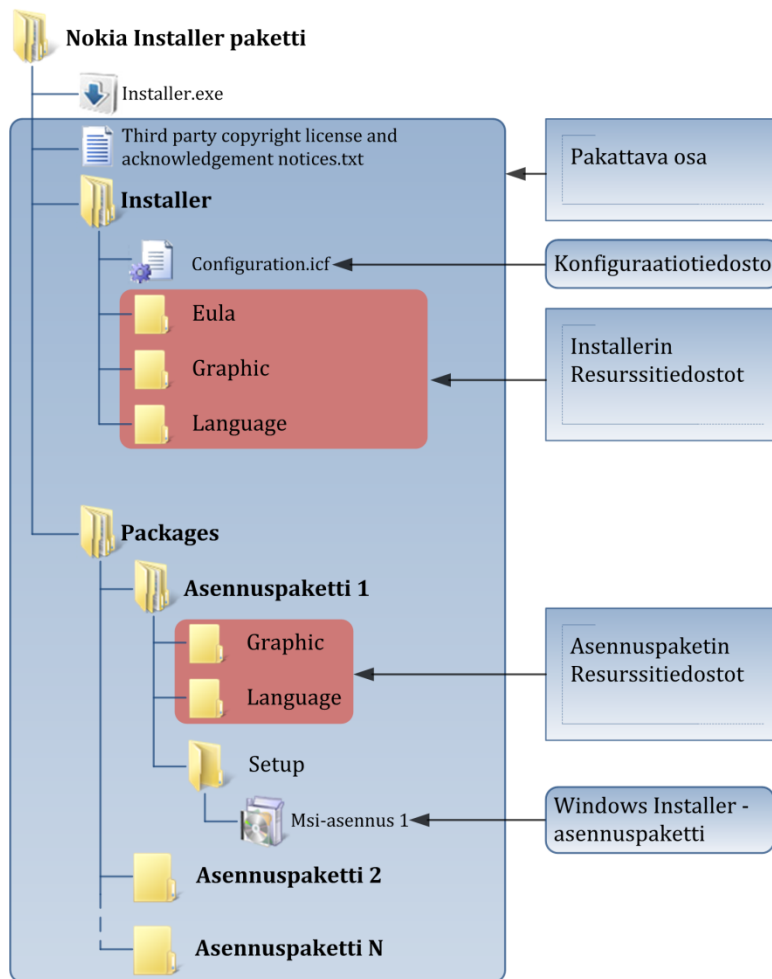 Nokia Installer paketti
Installer.exe
Third party copyright license and
acknowledgement notices.txt
Pakattava osa
Installer
Configuration.icf
Konfiguraatiotiedosto
Eula
Graphic
Language
Installerin
Resurssitiedostot
Packages
Asennuspaketti 1
Graphic
Language
Asennuspaketin
Resurssitiedostot
Setup
Msi-asennus 1
Windows Installer -
asennuspaketti
Asennuspaketti 2
Asennuspaketti N